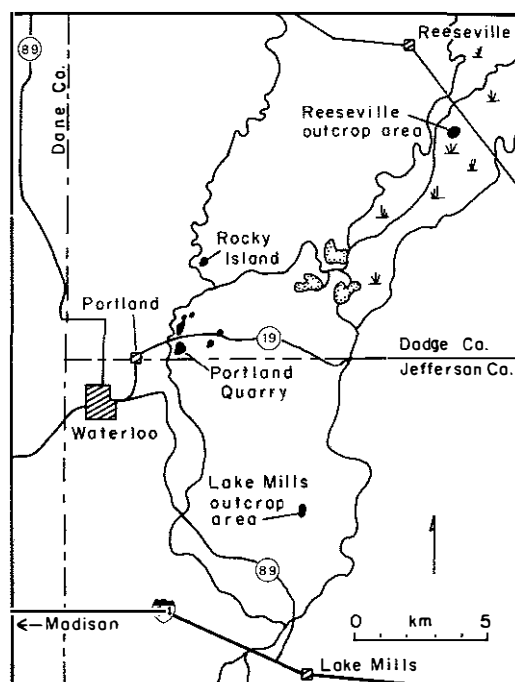 Reeseville
89
Dane Co.
Reeseville
outcrop area
Rocky
Island
Portland
19
Dodge Co.
Jefferson Co.
Portland
Quarry
Waterloo
Lake Mills
outcrop
area
89
←Madisan
km
0 5
Lake Mills